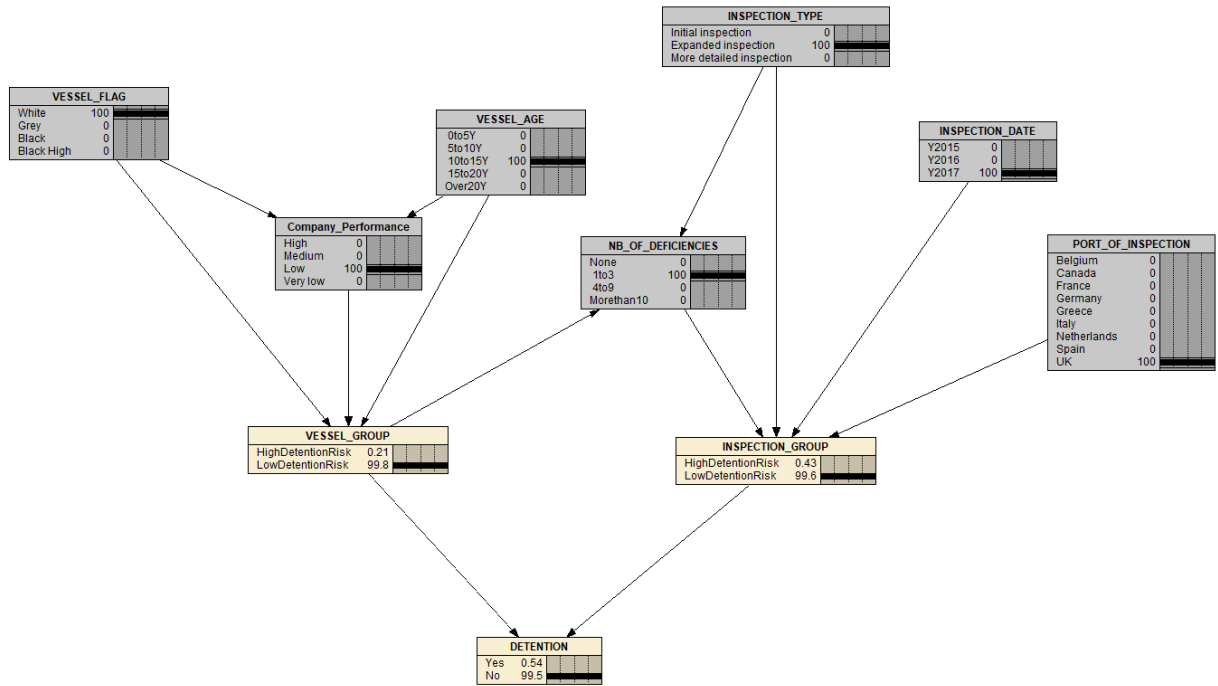 INSPECTION_TYPE
Initial inspection 0
Expanded inspection 100
More detailed inspection 0
VESSEL_FLAG
White 100
Grey 0
Black 0
Black High 0
VESSEL_AGE
0to5Y 0
5to10Y 0
10to15Y 100
15to20Y 0
Over20Y 0
INSPECTION_DATE
Y2015 0
Y2016 0
Y2017 100
Company_Performance
High 0
Medium 0
Low 100
Very low 0
NB_OF_DEFICIENCIES
None 0
1to3 100
4to9 0
Morethan10 0
PORT_OF_INSPECTION
Belgium 0
Canada 0
France 0
Germany 0
Greece 0
Italy 0
Netherlands 0
Spain 0
UK 100
VESSEL_GROUP
HighDetentionRisk 0.21
LowDetentionRisk 99.8
INSPECTION_GROUP
HighDetentionRisk 0.43
LowDetentionRisk 99.6
DETENTION
Yes 0.54
No 99.5